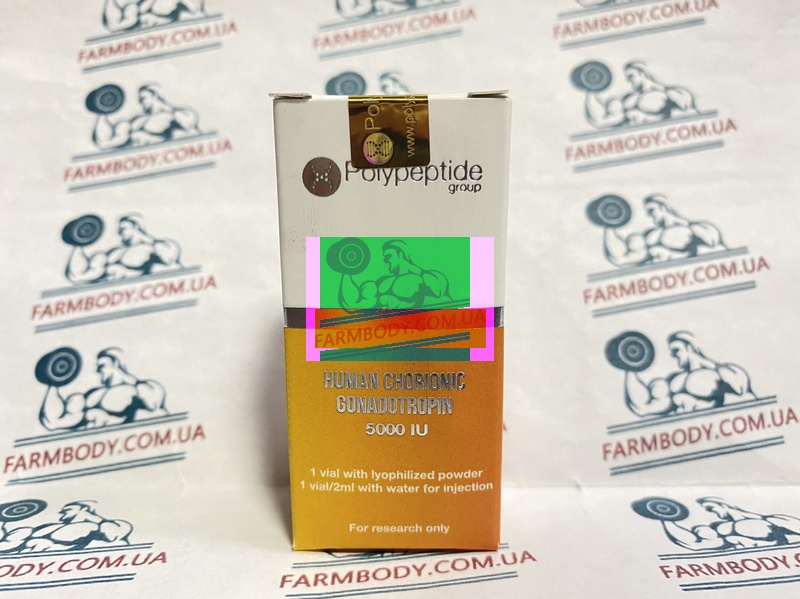 FARMBODY.COM.UA
FARMBODY.COM.UA
FARMBODY.COM.UA
Polypeptide
group
FARMBODY.COM.UA
FARMBODY.COM.UA
FARMBODY.COM.UA
FARMBODY.COM.UA
FARMBODY.COM.UA
HUMAN CHORIONIC
GONADOTROPIN
5000 IU
FARMBODY.COM.UA
FARMBODY.COM.UA
1 vial with lyophilized powder
1 vial/2ml with water for injection
For research only
FARMBODY.COM.UA
FARMBODY.COM.UA
FARMBODY.COM.UA